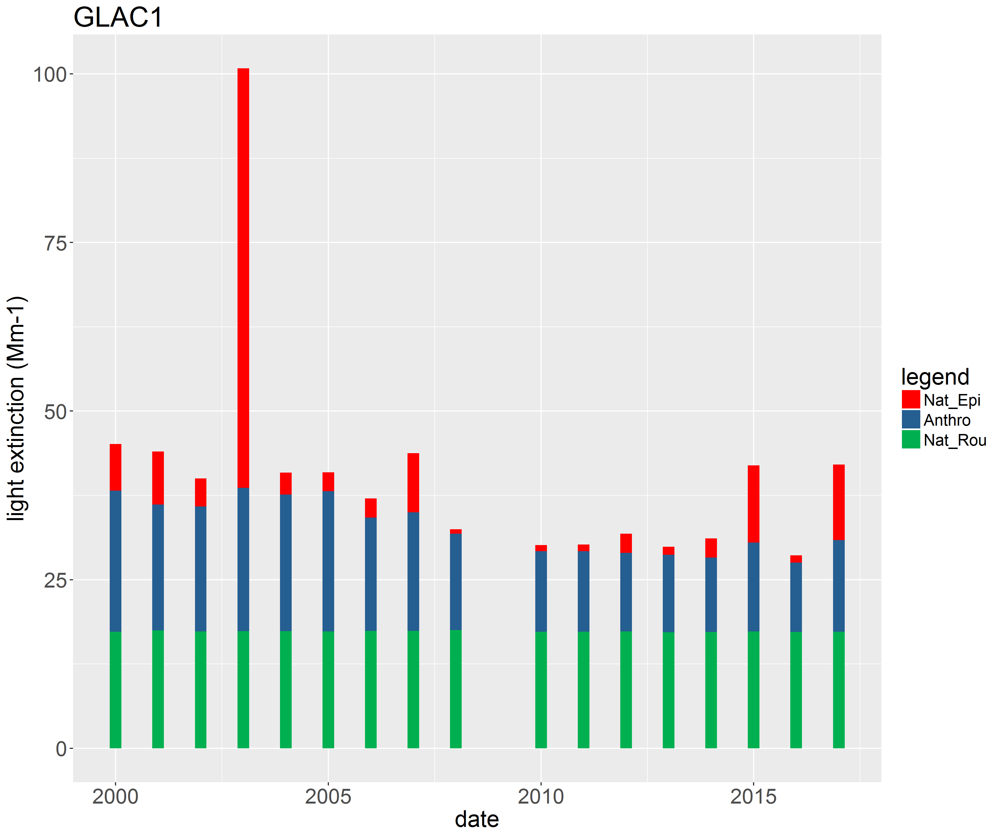 GLAC1
100
75
50
25
0
light extinction (Mm-1)
2000 2005 2010 2015
date
legend
Nat_Epi
Anthro
Nat_Rou